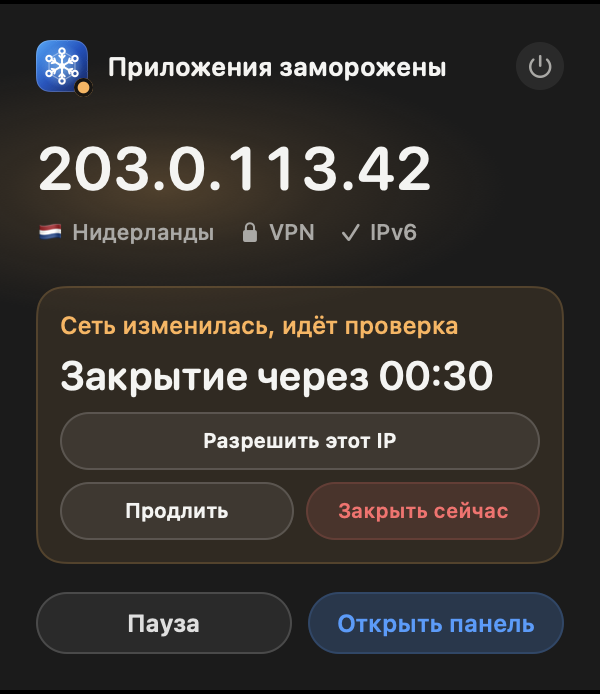 Приложения заморожены
203.0.113.42
Нидерланды VPN IPv6
Сеть изменилась, идёт проверка
Закрытие через 00:30
Разрешить этот IP
Продлить Закрыть сейчас
Пауза Открыть панель